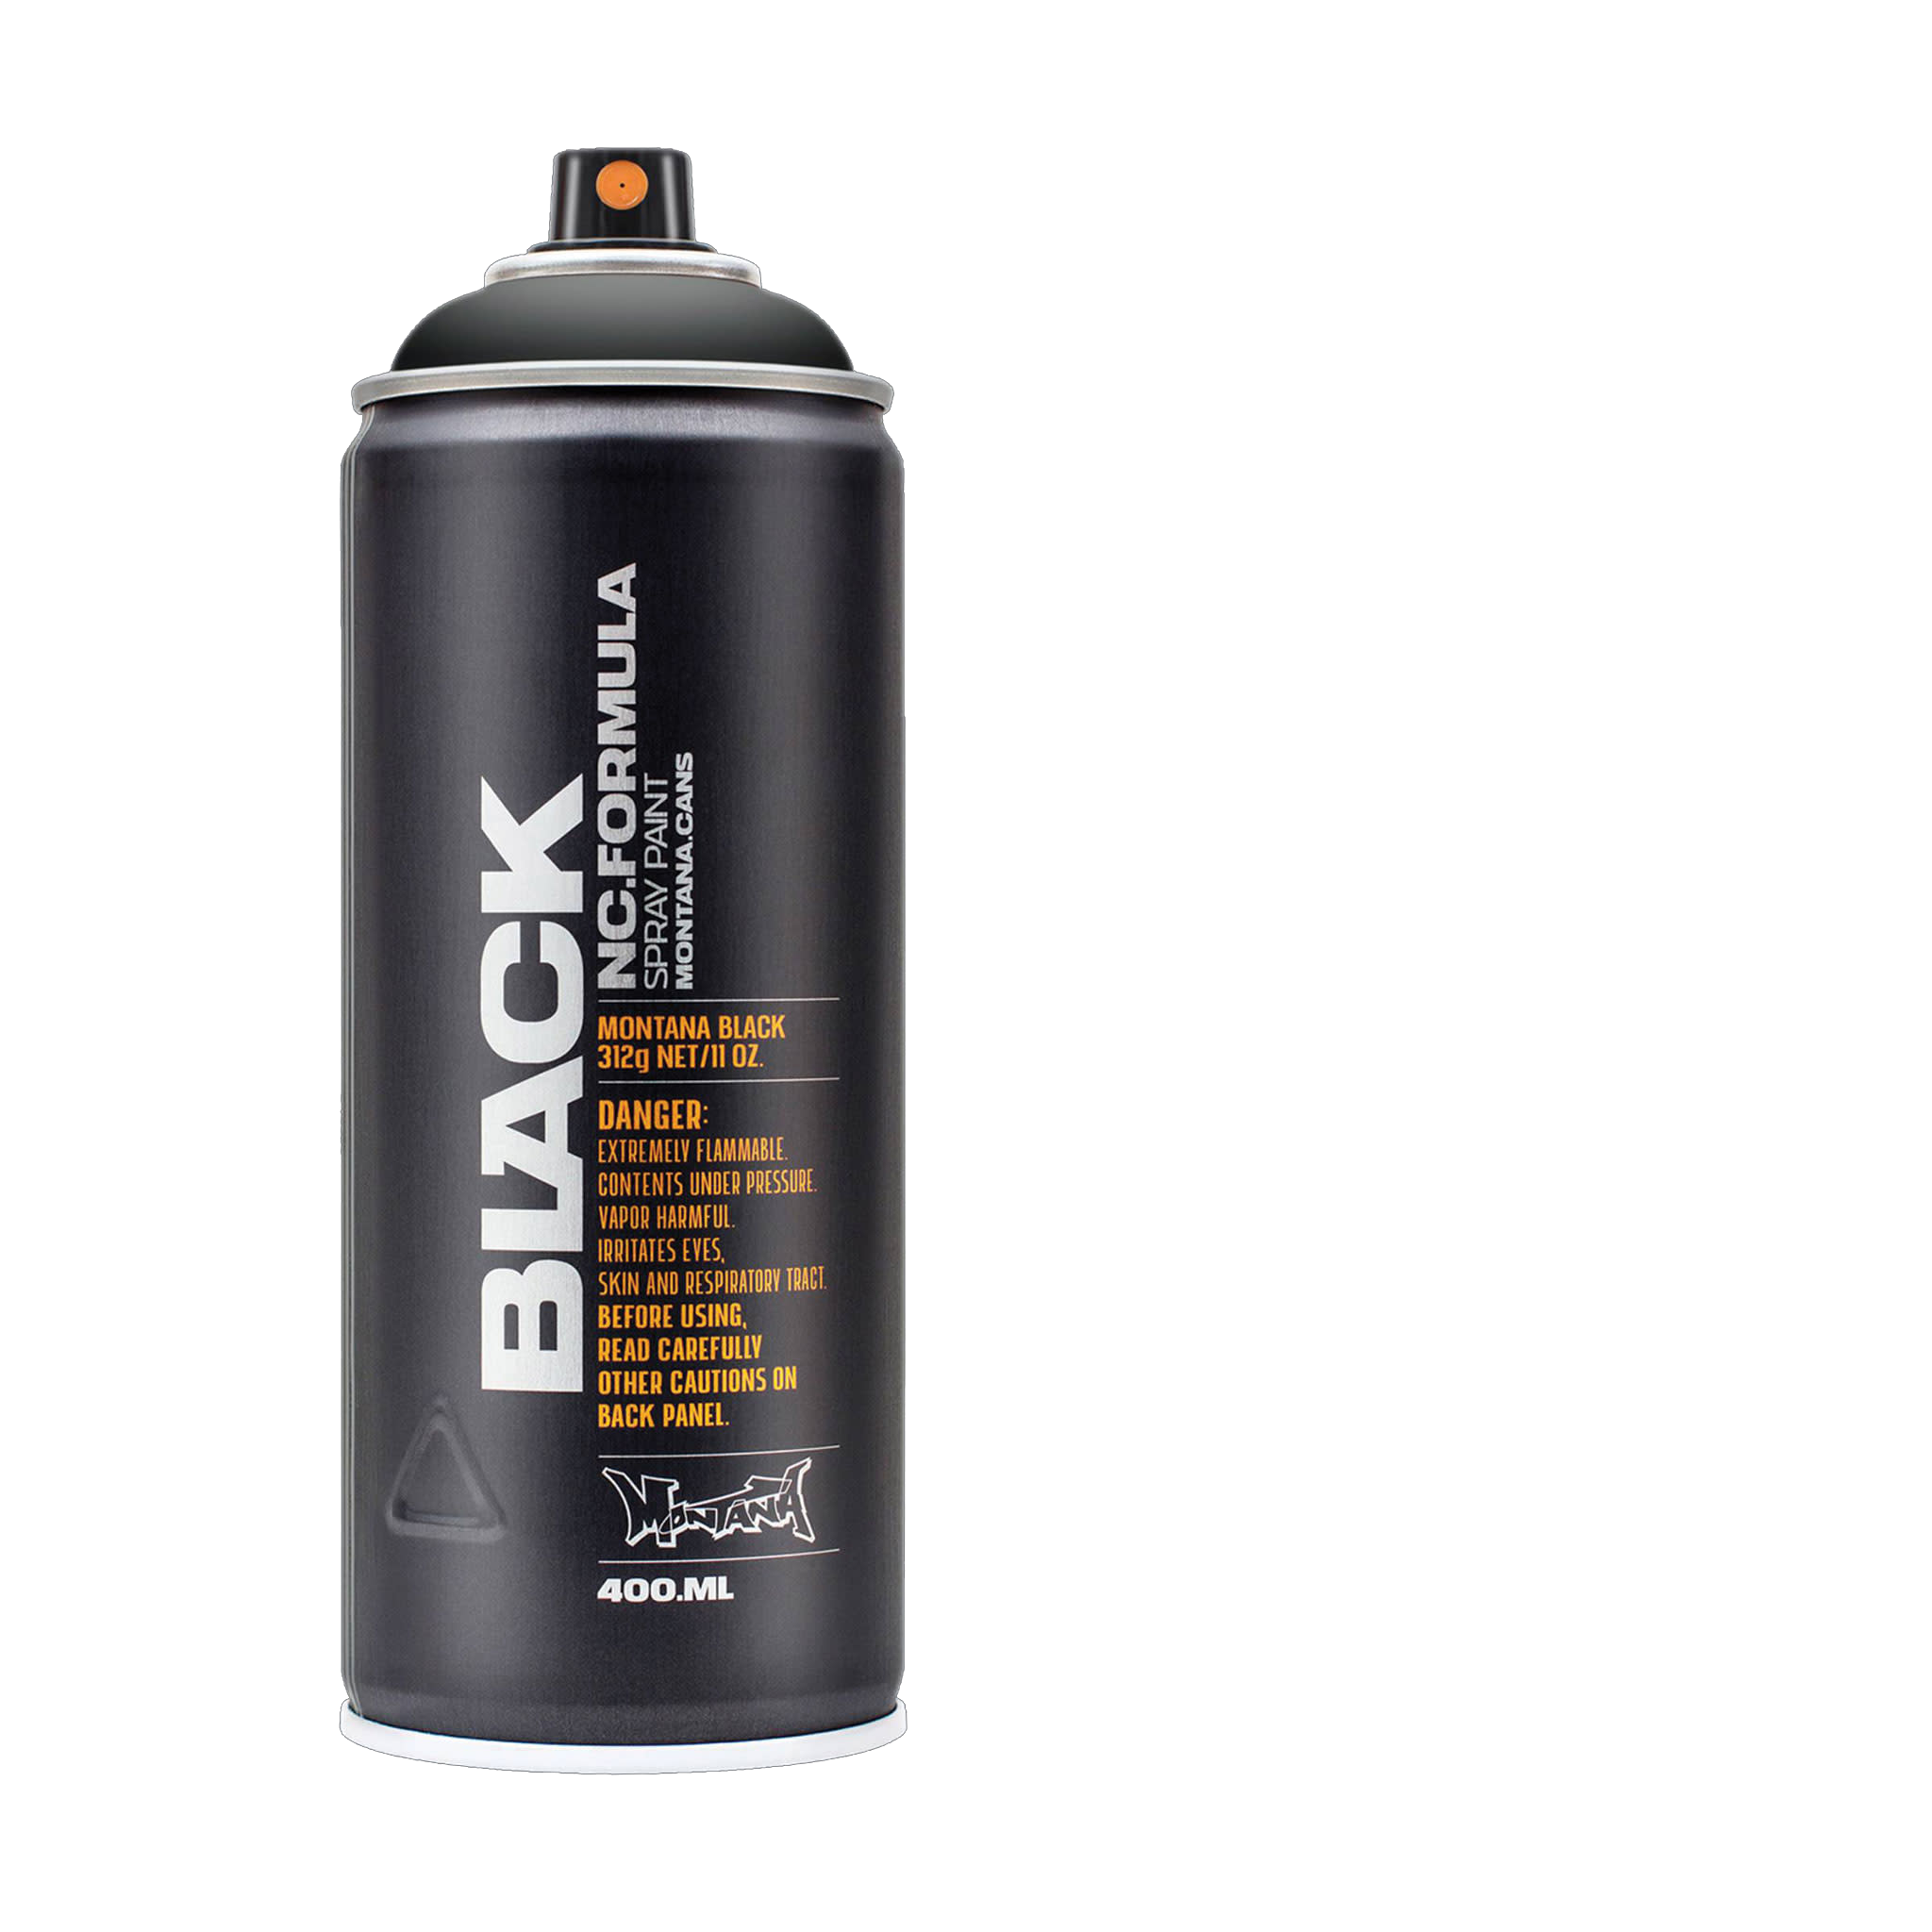 BLACK
NC.FORMULA
SPRAY PAINT
MONTANA.CANS
MONTANA BLACK
312g NET/11 OZ.
DANGER:
EXTREMELY FLAMMABLE.
CONTENTS UNDER PRESSURE.
VAPOR HARMFUL.
IRRITATES EYES,
SKIN AND RESPIRATORY TRACT.
BEFORE USING,
READ CAREFULLY
OTHER CAUTIONS ON
BACK PANEL.
MONTANA
400.ML